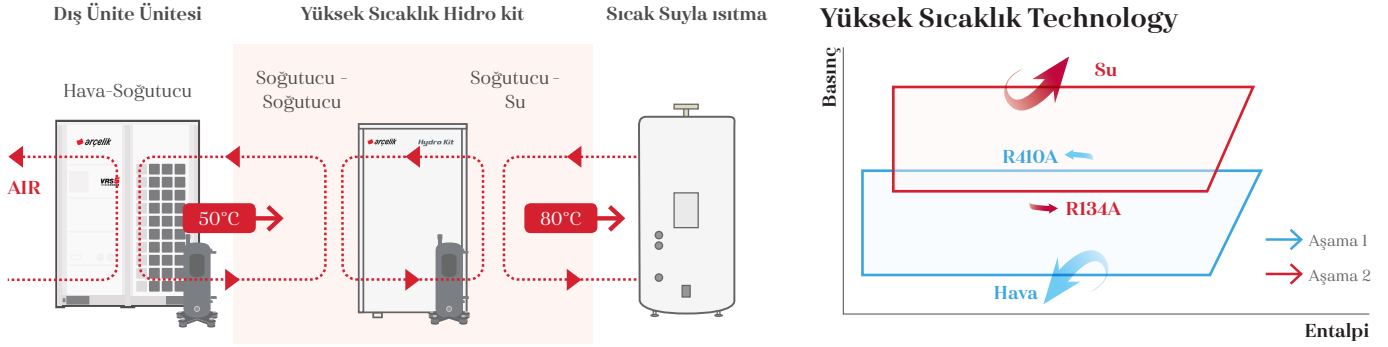 Dış Ünite Ünitesi
Yüksek Sıcaklık Hidro kit
Sıcak Suyla ısıtma
Hava-Soğutucu
Soğutucu -
Soğutucu
Soğutucu -
Su
arçelik
VRS
arçelik
Hydro Kit
AIR
50°C
80°C
Yüksek Sıcaklık Technology
Basınç
Su
R410A
R134A
Hava
Aşama 1
Aşama 2
Entalpi